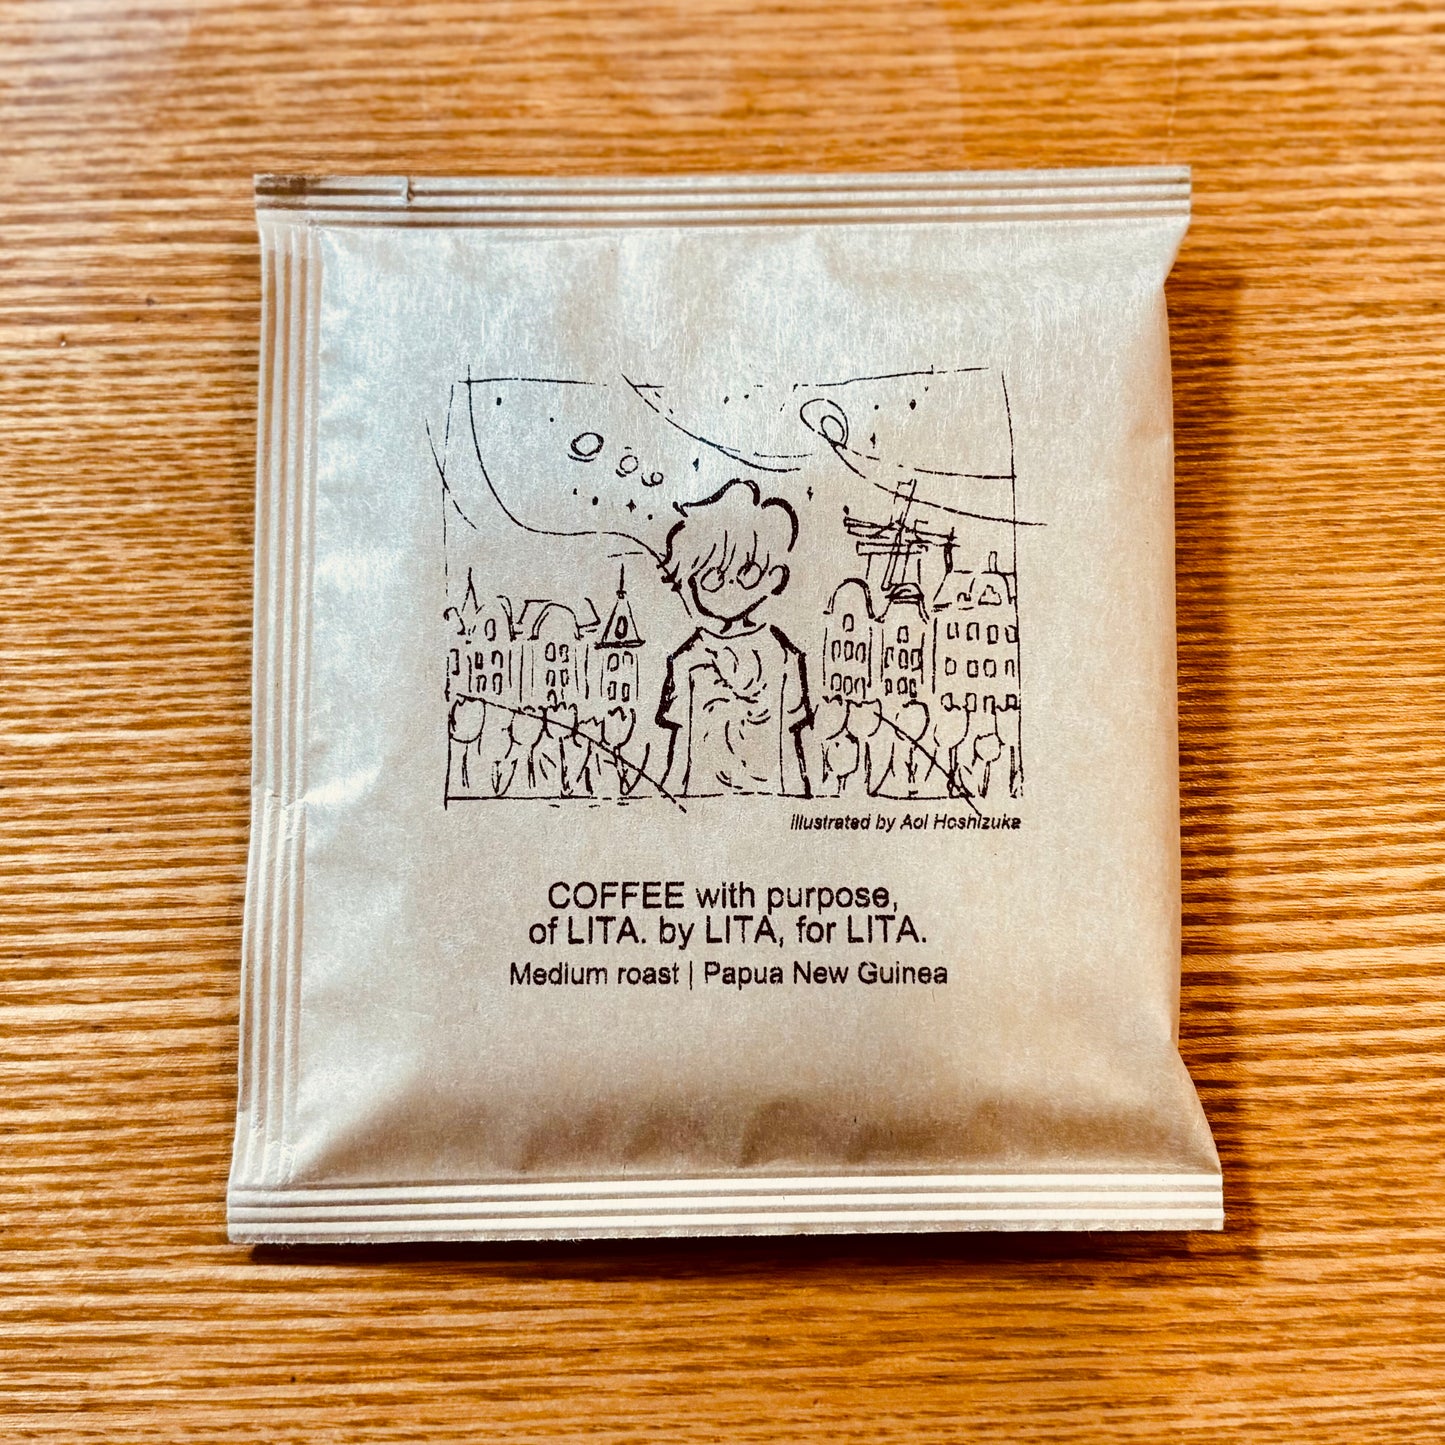 illustrated by Aoi Hoshizuka
COFFEE with purpose,
of LITA. by LITA, for LITA.
Medium roast | Papua New Guinea